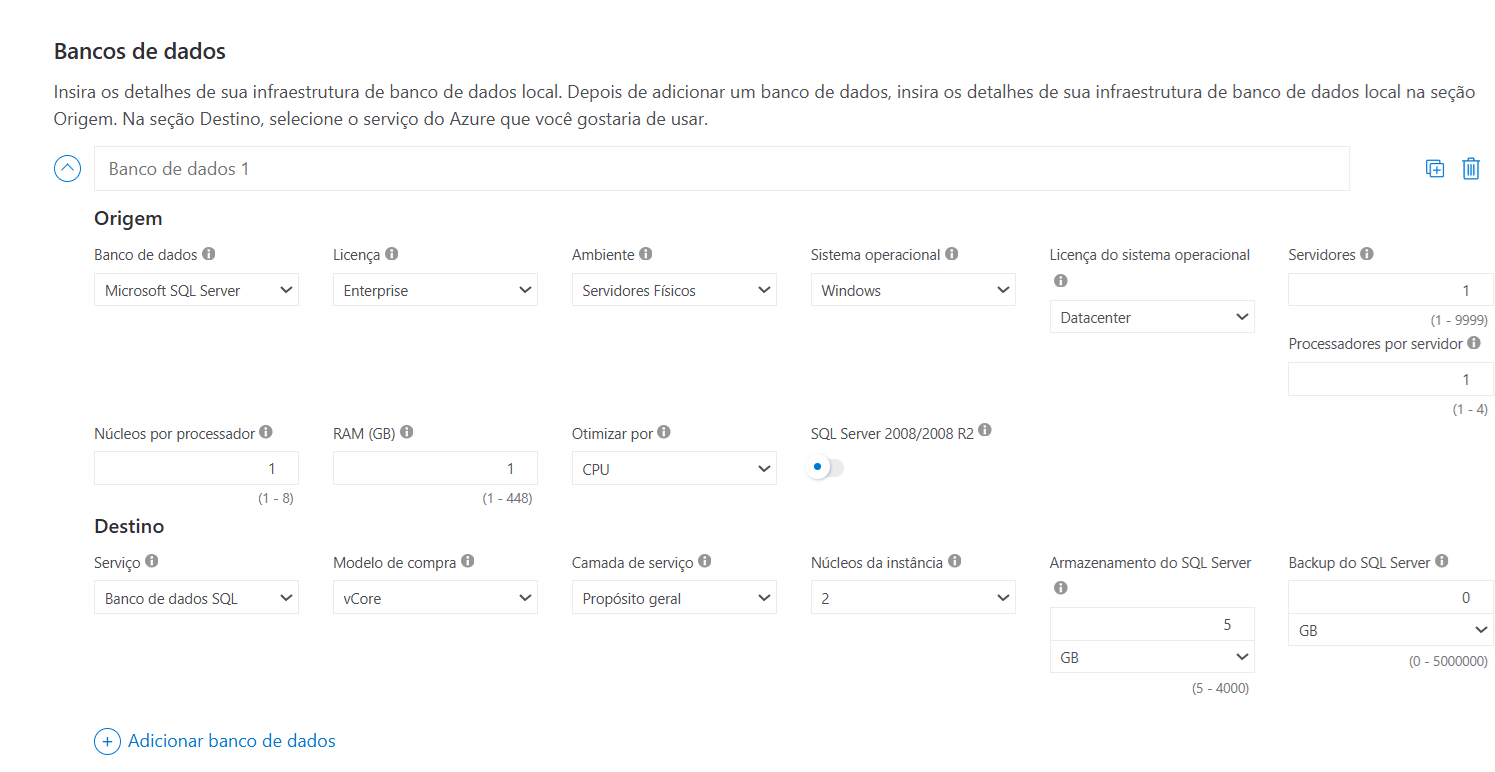 Bancos de dados
Insira os detalhes de sua infraestrutura de banco de dados local. Depois de adicionar um banco de dados, insira os detalhes de sua infraestrutura de banco de dados local na seção
Origem. Na seção Destino, selecione o serviço do Azure que você gostaria de usar.
Banco de dados 1
Origem
Banco de dados
Microsoft SQL Server
Licença
Enterprise
Ambiente
Servidores Físicos
Sistema operacional
Windows
Licença do sistema operacional
Datacenter
Servidores
1
(1 - 9999)
Processadores por servidor
1
(1 - 4)
Núcleos por processador
1
(1 - 8)
RAM (GB)
1
(1 - 448)
Otimizar por
CPU
SQL Server 2008/2008 R2
Destino
Serviço
Banco de dados SQL
Modelo de compra
vCore
Camada de serviço
Propósito geral
Núcleos da instância
2
Armazenamento do SQL Server
5
GB
(5 - 4000)
Backup do SQL Server
0
GB
(0 - 5000000)
Adicionar banco de dados